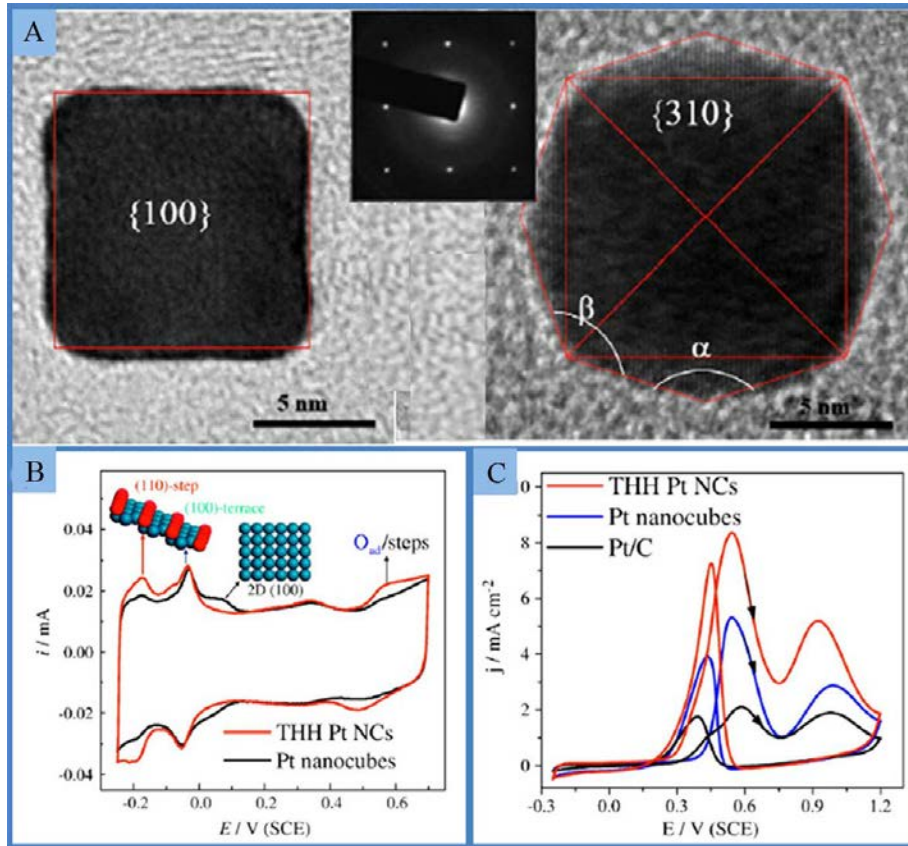 A
{100}
5 nm
{310}
β
α
5 nm
B
(110)-step
(100)-terrace
O_ad/steps
2D (100)
0.04
0.02
0.00
-0.02
-0.04
i / mA
THH Pt NCs
Pt nanocubes
-0.2 0.0 0.2 0.4 0.6
E / V (SCE)
C
THH Pt NCs
Pt nanocubes
Pt/C
0
8
6
4
2
0
j / mA cm⁻²
-0.3 0.0 0.3 0.6 0.9 1.2
E / V (SCE)